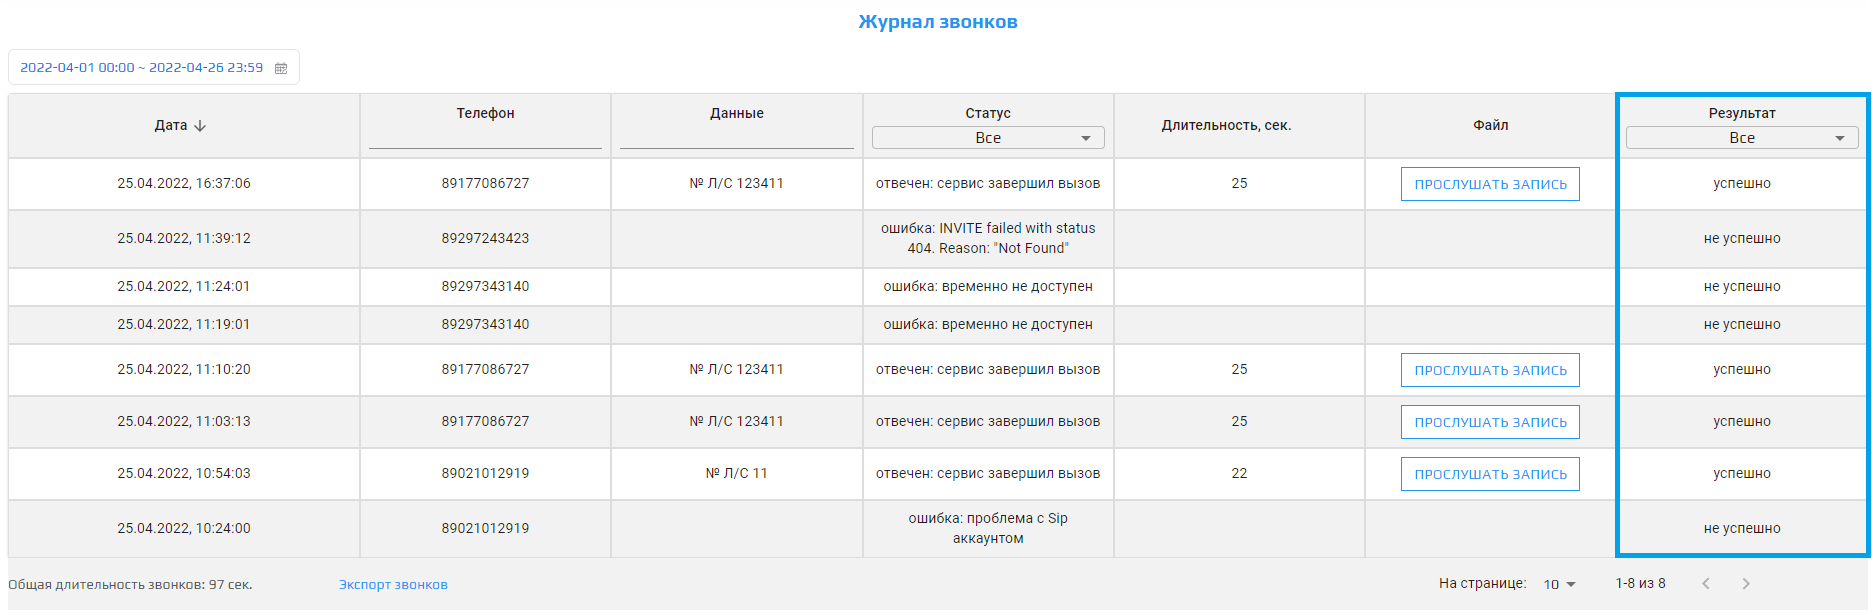 Журнал звонков
2022-04-01 00:00 ~ 2022-04-26 23:59
Дата Телефон Данные Статус Длительность, сек. Файл Результат
Все Все
25.04.2022, 16:37:06 89177086727 № Л/С 123411 отвечен: сервис завершил вызов 25 ПРОСЛУШАТЬ ЗАПИСЬ успешно
25.04.2022, 11:39:12 89297243423 ошибка: INVITE failed with status
404. Reason: "Not Found" не успешно
25.04.2022, 11:24:01 89297343140 ошибка: временно не доступен не успешно
25.04.2022, 11:19:01 89297343140 ошибка: временно не доступен не успешно
25.04.2022, 11:10:20 89177086727 № Л/С 123411 отвечен: сервис завершил вызов 25 ПРОСЛУШАТЬ ЗАПИСЬ успешно
25.04.2022, 11:03:13 89177086727 № Л/С 123411 отвечен: сервис завершил вызов 25 ПРОСЛУШАТЬ ЗАПИСЬ успешно
25.04.2022, 10:54:03 89021012919 № Л/С 11 отвечен: сервис завершил вызов 22 ПРОСЛУШАТЬ ЗАПИСЬ успешно
25.04.2022, 10:24:00 89021012919 ошибка: проблема с Sip
аккаунтом не успешно
Общая длительность звонков: 97 сек. Экспорт звонков На странице: 10 1-8 из 8